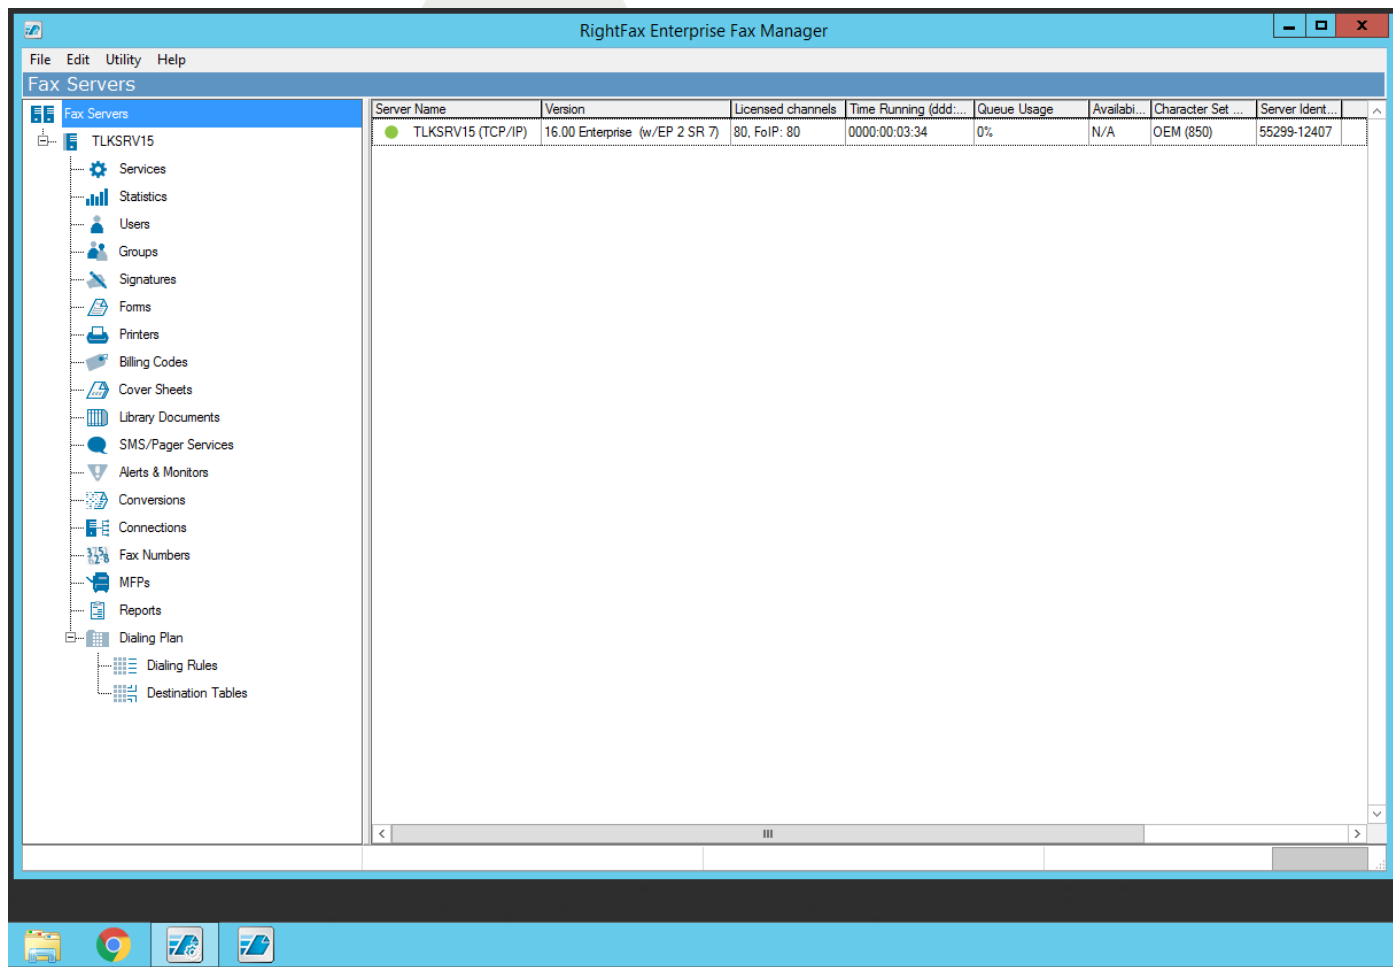 RightFax Enterprise Fax Manager
File Edit Utility Help
Fax Servers
Fax Servers
TLKSRV15
Services
Statistics
Users
Groups
Signatures
Forms
Printers
Billing Codes
Cover Sheets
Library Documents
SMS/Pager Services
Alerts & Monitors
Conversions
Connections
Fax Numbers
MFPs
Reports
Dialing Plan
Dialing Rules
Destination Tables
Server Name Version Licensed channels Time Running (ddd:... Queue Usage Availabi... Character Set ... Server Ident...
TLKSRV15 (TCP/IP) 16.00 Enterprise (w/EP 2 SR 7) 80, FoIP: 80 0000:00:03:34 0% N/A OEM (850) 55299-12407